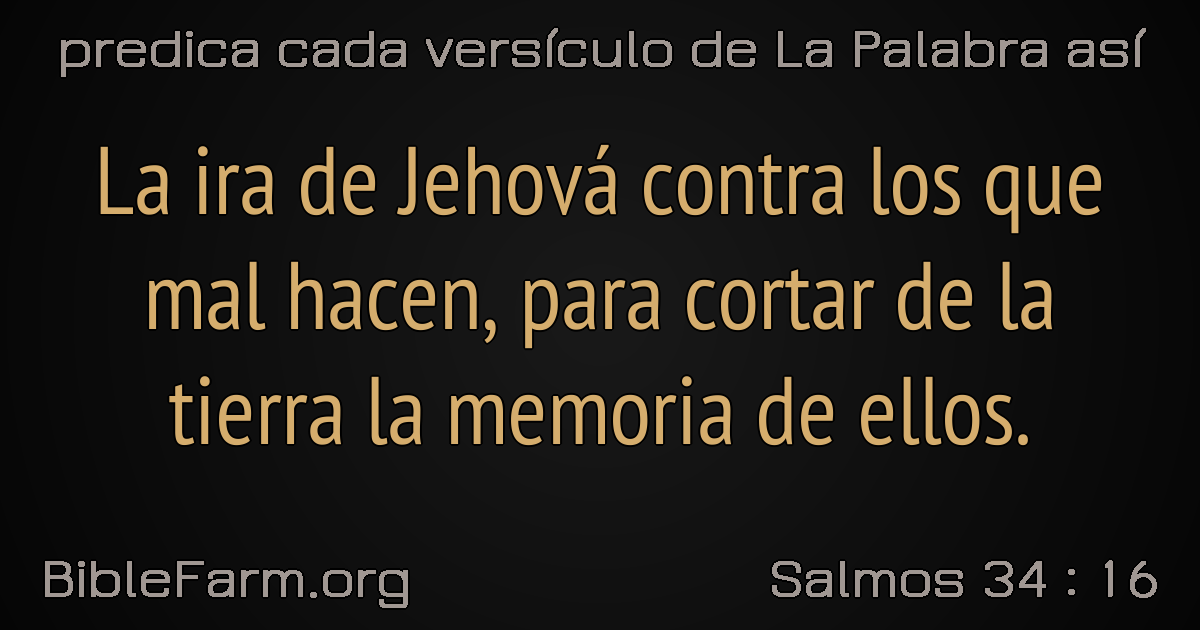 predica cada versículo de La Palabra así
La ira de Jehová contra los que
mal hacen, para cortar de la
tierra la memoria de ellos.
BibleFarm.org
Salmos 34 : 16